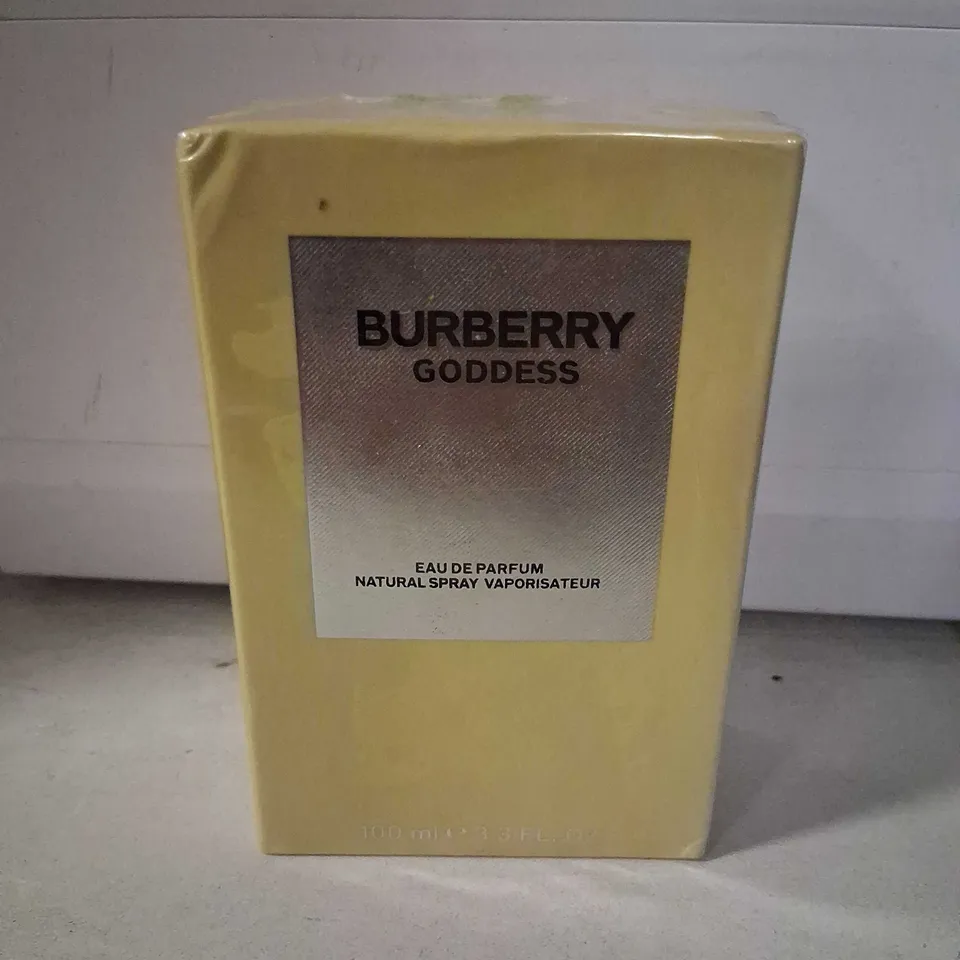 BURBERRY
GODDESS
EAU DE PARFUM
NATURAL SPRAY VAPORISATEUR
100 ml ℮ 3.3 FL.OZ